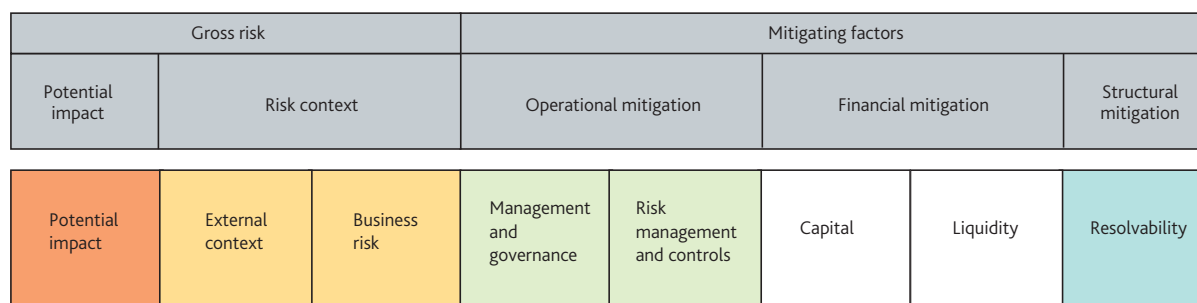 Gross risk
Mitigating factors
Potential
impact
Risk context
Operational mitigation
Financial mitigation
Structural
mitigation
Potential
impact
External
context
Business
risk
Management
and
governance
Risk
management
and controls
Capital
Liquidity
Resolvability